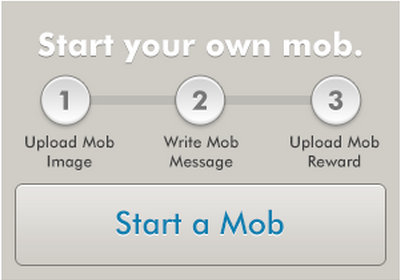 Start your own mob.
1 2 3
Upload Mob Write Mob Upload Mob
Image Message Reward
Start a Mob